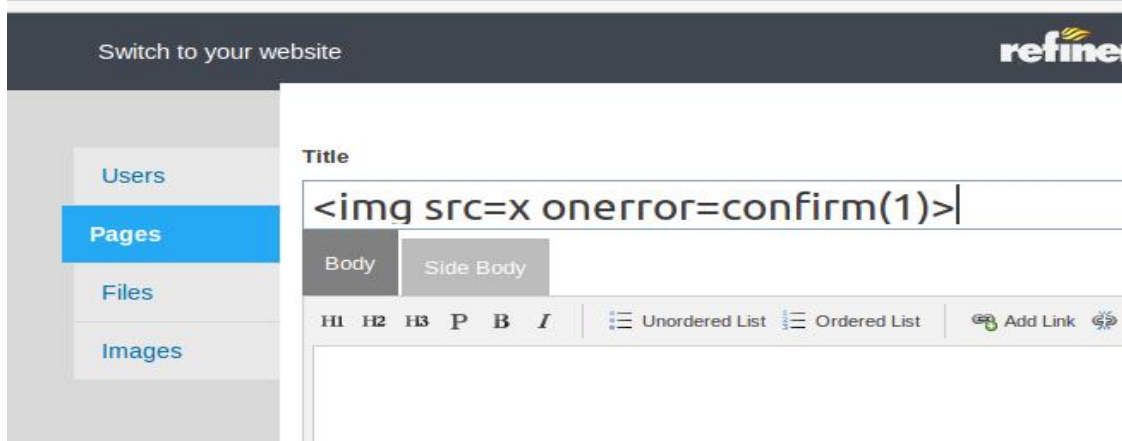 Switch to your website
refiner
Title
<img src=x onerror=confirm(1)>
Users
Pages
Files
Images
Body Side Body
H1 H2 H3 P B I Unordered List Ordered List Add Link